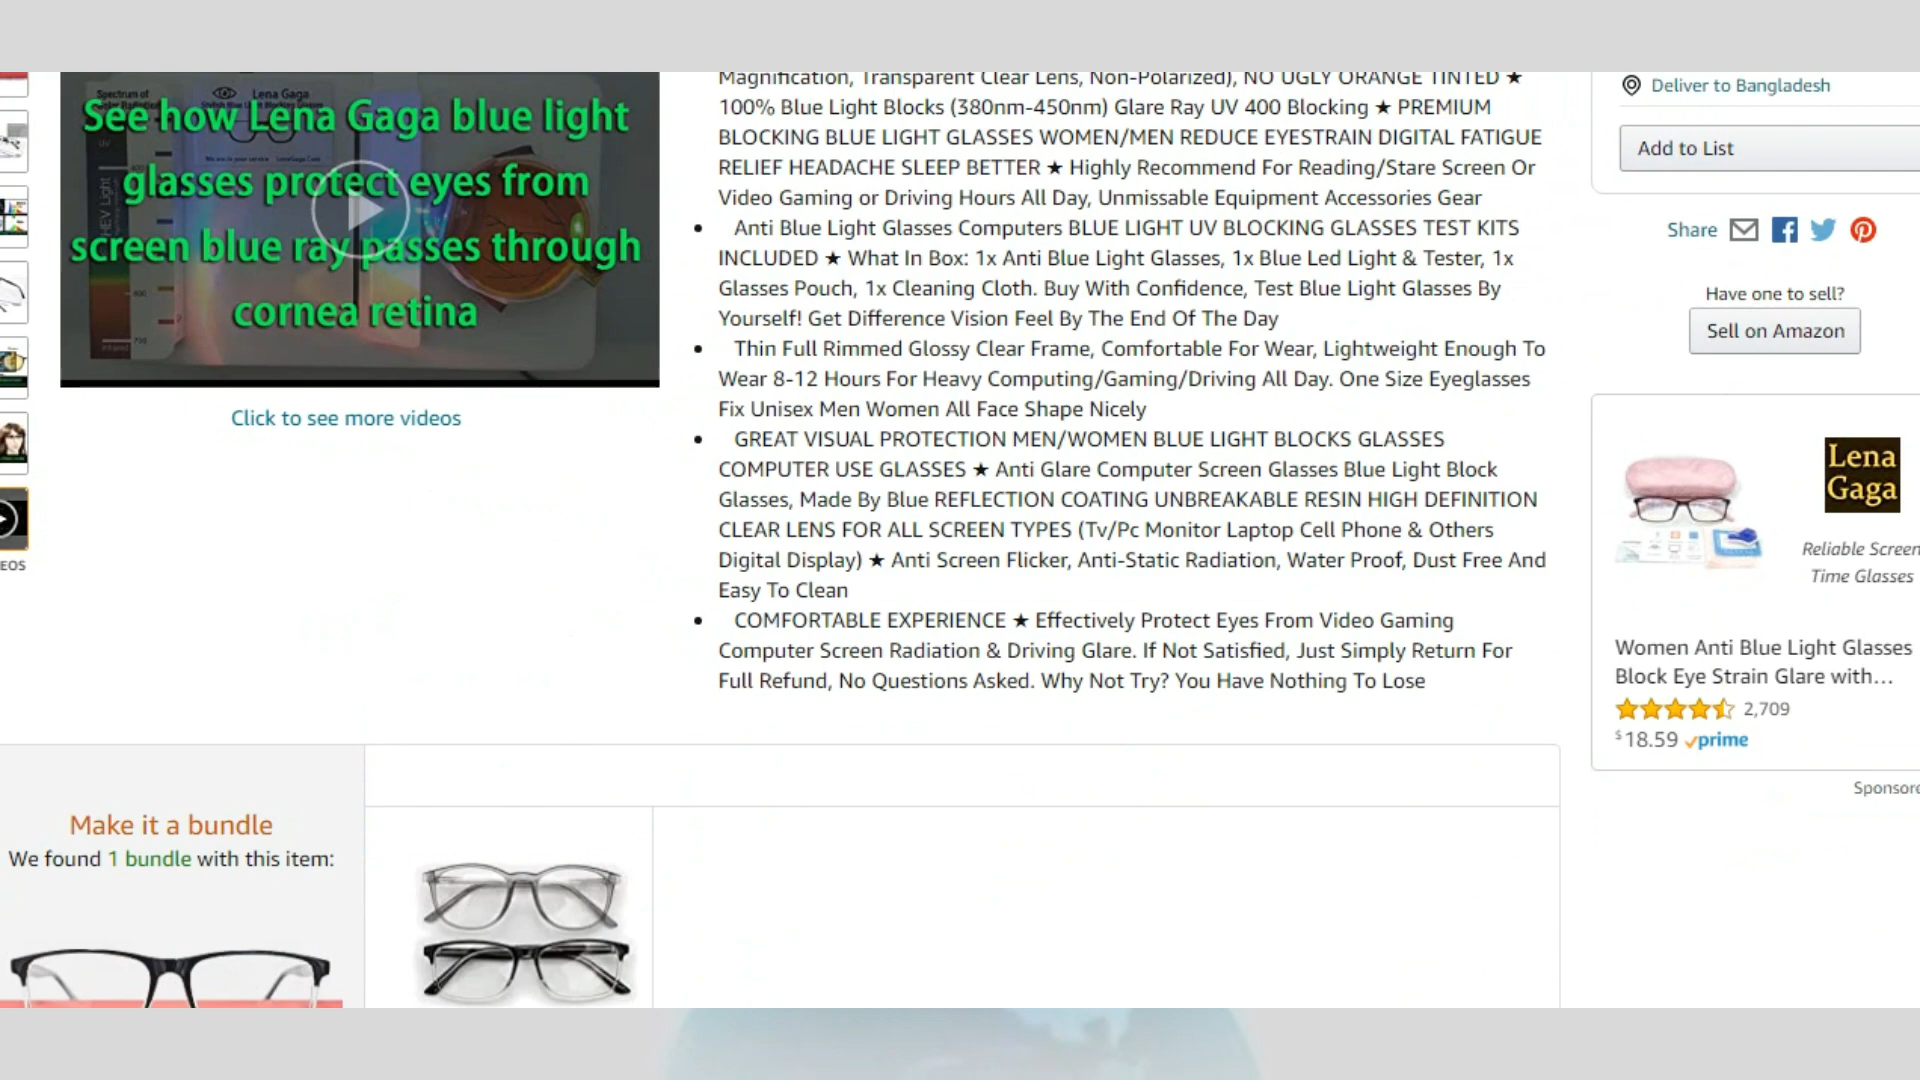 See how Lena Gaga blue light
glasses protect eyes from
screen blue ray passes through
cornea retina
Spectrum of
Lena Gaga
UV
HEV Light
Click to see more videos
EOS
Magnification, Transparent Clear Lens, Non-Polarized), NO UGLY ORANGE TINTED ★
100% Blue Light Blocks (380nm-450nm) Glare Ray UV 400 Blocking ★ PREMIUM
BLOCKING BLUE LIGHT GLASSES WOMEN/MEN REDUCE EYESTRAIN DIGITAL FATIGUE
RELIEF HEADACHE SLEEP BETTER ★ Highly Recommend For Reading/Stare Screen Or
Video Gaming or Driving Hours All Day, Unmissable Equipment Accessories Gear
Anti Blue Light Glasses Computers BLUE LIGHT UV BLOCKING GLASSES TEST KITS
INCLUDED ★ What In Box: 1x Anti Blue Light Glasses, 1x Blue Led Light & Tester, 1x
Glasses Pouch, 1x Cleaning Cloth. Buy With Confidence, Test Blue Light Glasses By
Yourself! Get Difference Vision Feel By The End Of The Day
Thin Full Rimmed Glossy Clear Frame, Comfortable For Wear, Lightweight Enough To
Wear 8-12 Hours For Heavy Computing/Gaming/Driving All Day. One Size Eyeglasses
Fix Unisex Men Women All Face Shape Nicely
GREAT VISUAL PROTECTION MEN/WOMEN BLUE LIGHT BLOCKS GLASSES
COMPUTER USE GLASSES ★ Anti Glare Computer Screen Glasses Blue Light Block
Glasses, Made By Blue REFLECTION COATING UNBREAKABLE RESIN HIGH DEFINITION
CLEAR LENS FOR ALL SCREEN TYPES (Tv/Pc Monitor Laptop Cell Phone & Others
Digital Display) ★ Anti Screen Flicker, Anti-Static Radiation, Water Proof, Dust Free And
Easy To Clean
COMFORTABLE EXPERIENCE ★ Effectively Protect Eyes From Video Gaming
Computer Screen Radiation & Driving Glare. If Not Satisfied, Just Simply Return For
Full Refund, No Questions Asked. Why Not Try? You Have Nothing To Lose
Deliver to Bangladesh
Add to List
Share
Have one to sell?
Sell on Amazon
Lena
Gaga
Reliable Screen
Time Glasses
Women Anti Blue Light Glasses
Block Eye Strain Glare with...
2,709
$18.59 prime
Sponsore
Make it a bundle
We found 1 bundle with this item: